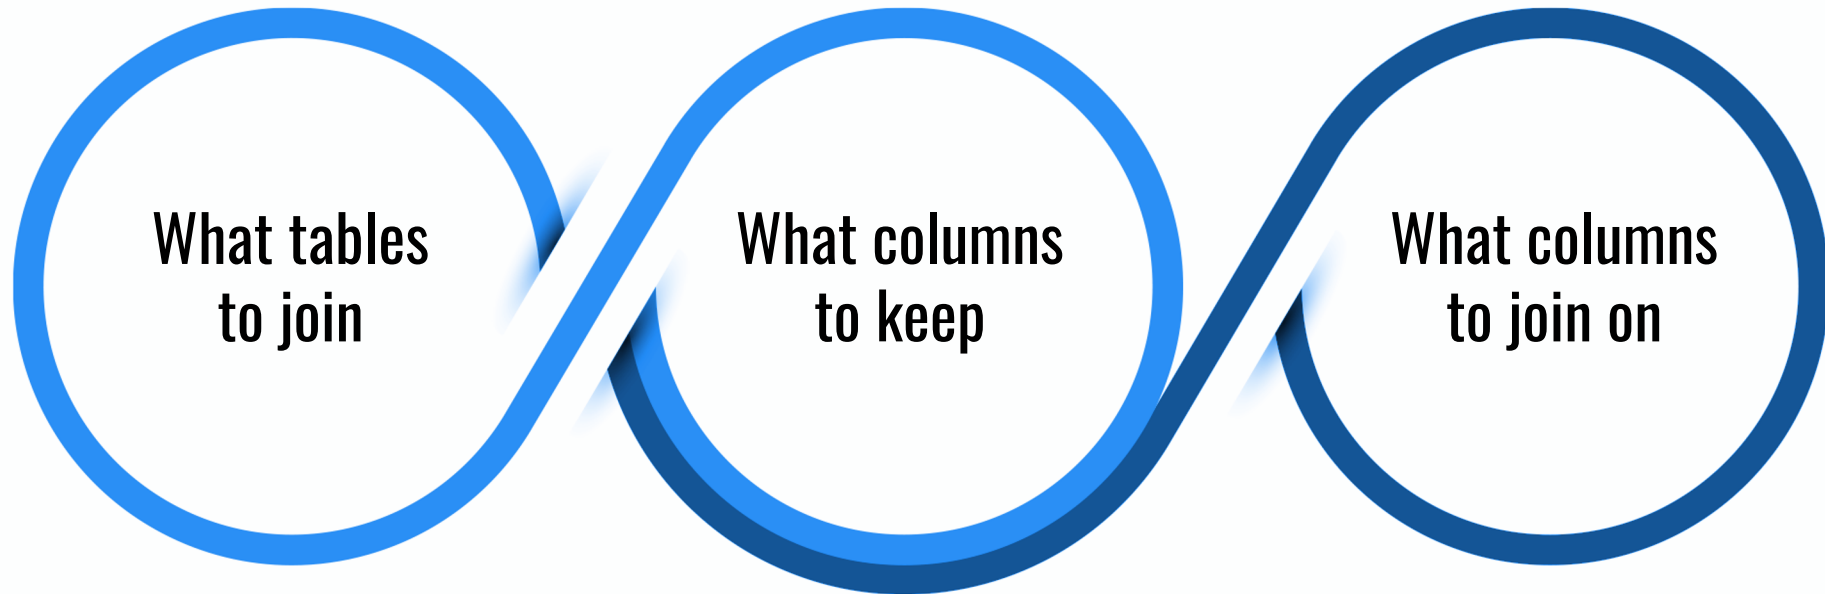 What tables
to join
What columns
to keep
What columns
to join on